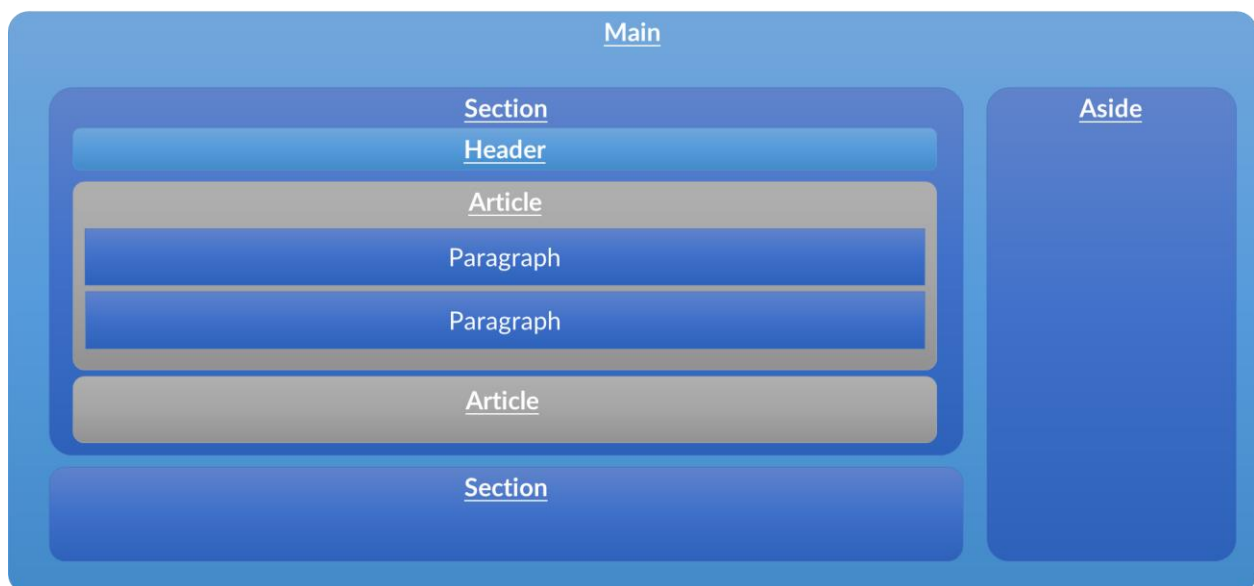 Main
Section
Header
Article
Paragraph
Paragraph
Article
Section
Aside